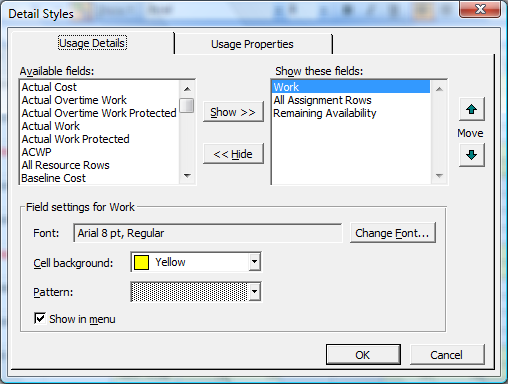 Detail Styles
Usage Details
Usage Properties
Available fields:
Show these fields:
Actual Cost
Actual Overtime Work
Actual Overtime Work Protected
Actual Work
Actual Work Protected
ACWP
All Resource Rows
Baseline Cost
Show >>
<< Hide
Work
All Assignment Rows
Remaining Availability
Move
Field settings for Work
Font:
Arial 8 pt, Regular
Change Font...
Cell background:
Yellow
Pattern:
Show in menu
OK
Cancel